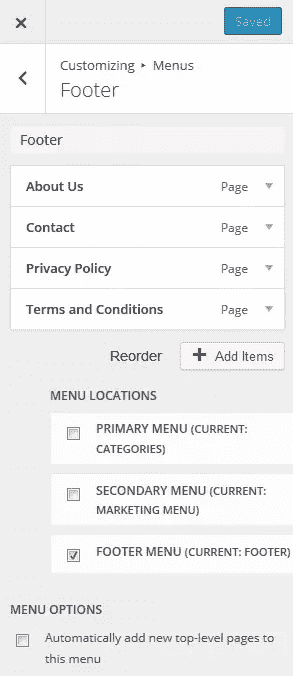 Saved
Customizing ▸ Menus
Footer
Footer
About Us Page
Contact Page
Privacy Policy Page
Terms and Conditions Page
Reorder + Add Items
MENU LOCATIONS
PRIMARY MENU (CURRENT:
CATEGORIES)
SECONDARY MENU (CURRENT:
MARKETING MENU)
FOOTER MENU (CURRENT: FOOTER)
MENU OPTIONS
Automatically add new top-level pages to
this menu